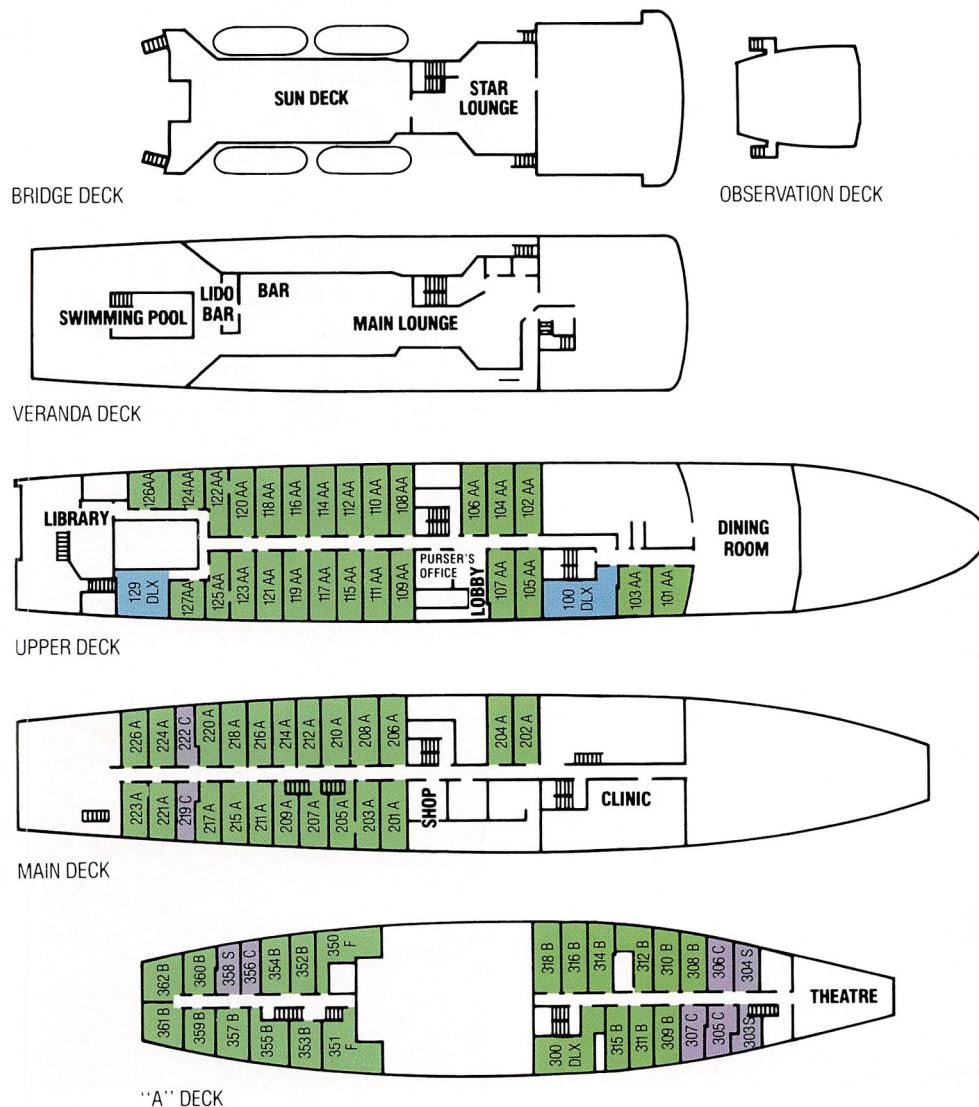 SUN DECK
STAR
LOUNGE
BRIDGE DECK
OBSERVATION DECK
SWIMMING POOL
LIDO
BAR
BAR
MAIN LOUNGE
VERANDA DECK
LIBRARY
126AA
124AA
122AA
120 AA
118 AA
116 AA
114 AA
112 AA
110 AA
108 AA
106 AA
104 AA
102 AA
DINING
ROOM
129
DLX
127AA
125 AA
123 AA
121 AA
119 AA
117 AA
115 AA
111 AA
109 AA
PURSER'S
OFFICE
LOBBY
107 AA
105 AA
100
DLX
103 AA
101 AA
UPPER DECK
226 A
224 A
222 C
220 A
218 A
216 A
214 A
212 A
210 A
208 A
206 A
204 A
202 A
223 A
221 A
219 C
217 A
215 A
211 A
209 A
207 A
205 A
203 A
201 A
SHOP
CLINIC
MAIN DECK
362 B
360 B
358 S
356 C
354 B
352 B
350
F
318 B
316 B
314 B
312 B
310 B
308 B
306 C
304 S
THEATRE
361 B
359 B
357 B
355 B
353 B
351
F
300
DLX
315 B
311 B
309 B
307 C
305 C
303 S
"A" DECK